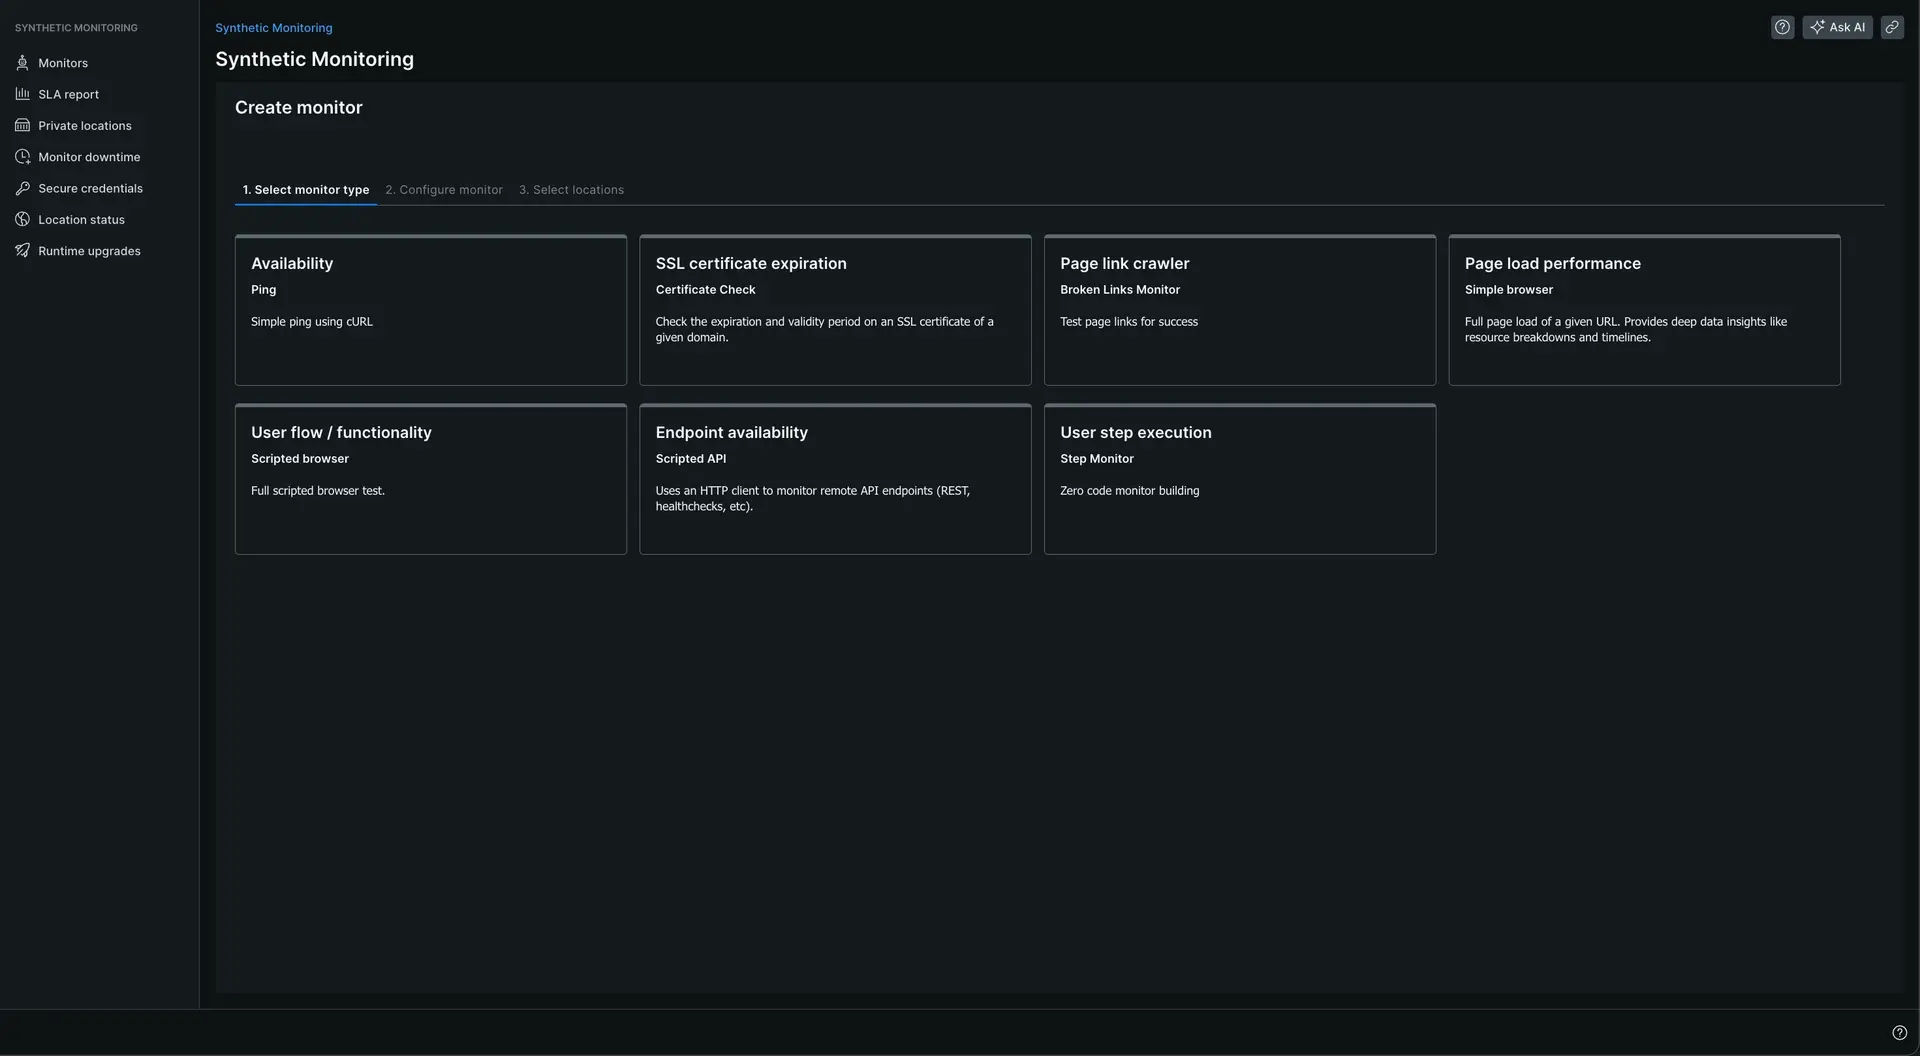 SYNTHETIC MONITORING
Monitors
SLA report
Private locations
Monitor downtime
Secure credentials
Location status
Runtime upgrades
Synthetic Monitoring
Ask AI
Synthetic Monitoring
Create monitor
1. Select monitor type
2. Configure monitor
3. Select locations
Availability
Ping
Simple ping using cURL
SSL certificate expiration
Certificate Check
Check the expiration and validity period on an SSL certificate of a
given domain.
Page link crawler
Broken Links Monitor
Test page links for success
Page load performance
Simple browser
Full page load of a given URL. Provides deep data insights like
resource breakdowns and timelines.
User flow / functionality
Scripted browser
Full scripted browser test.
Endpoint availability
Scripted API
Uses an HTTP client to monitor remote API endpoints (REST,
healthchecks, etc).
User step execution
Step Monitor
Zero code monitor building